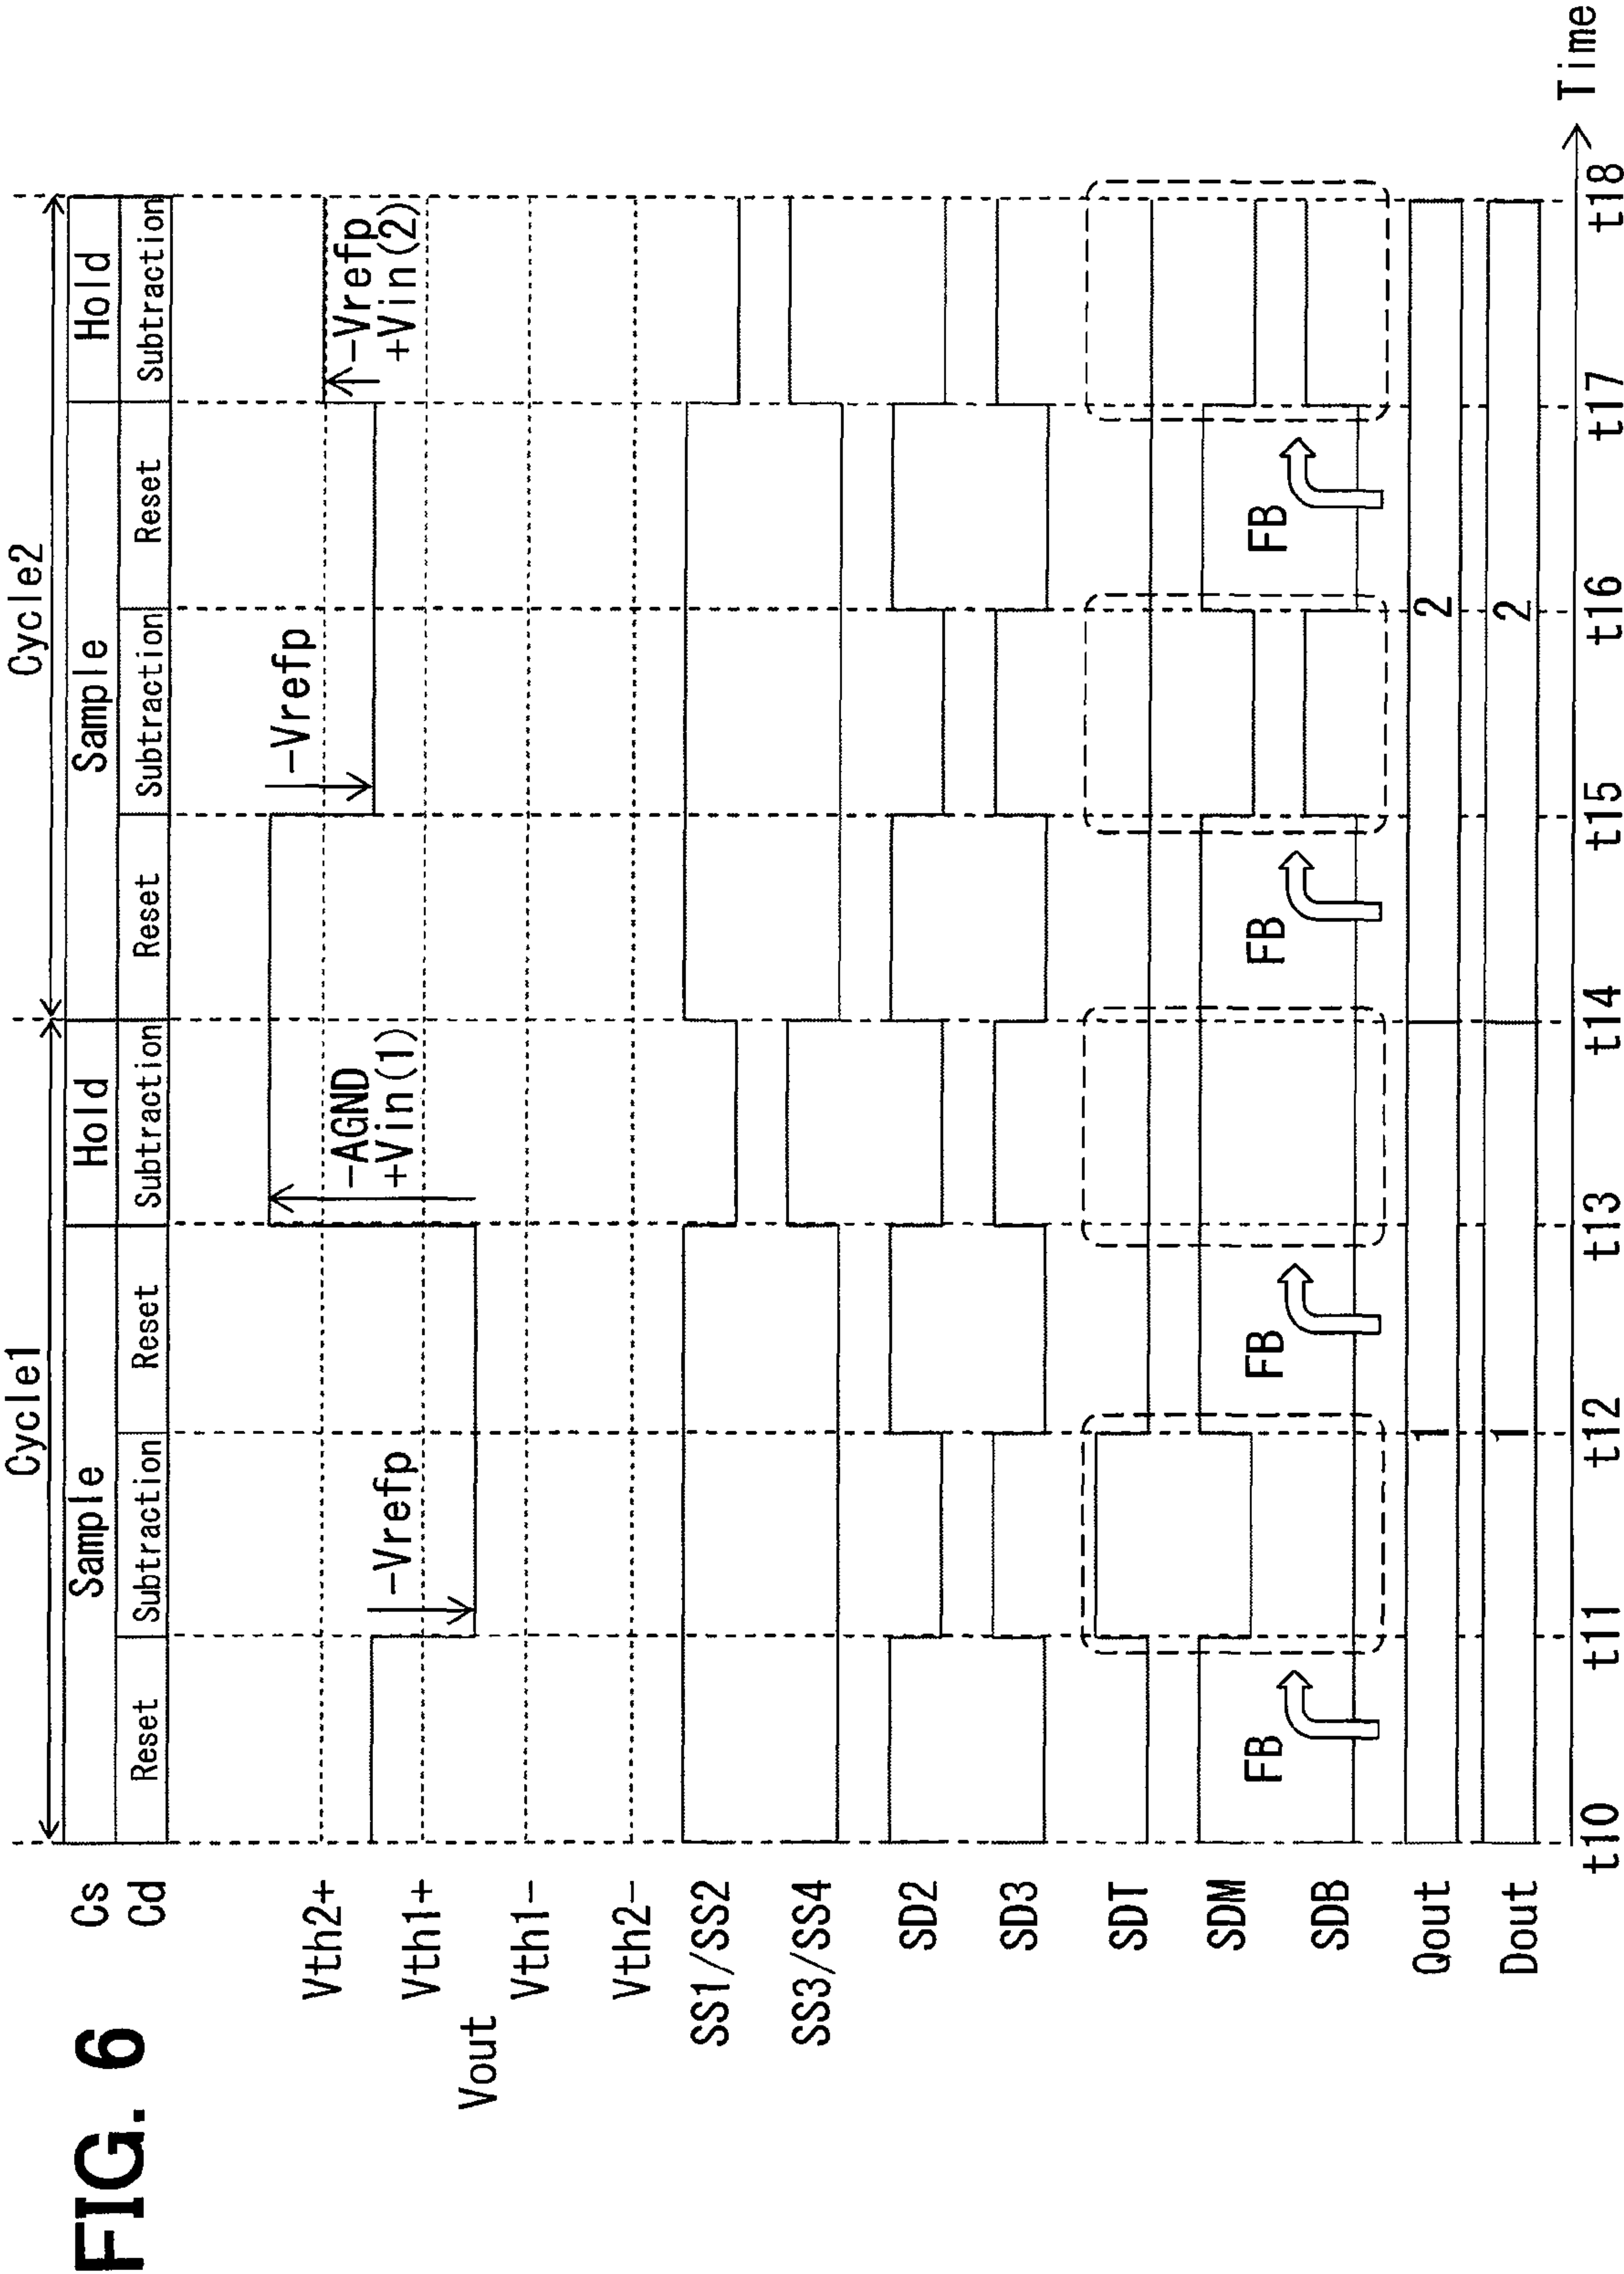 FIG. 6
Cycle1 Cycle2
Cs Sample Hold Sample Hold
Cd Reset Subtraction Reset Subtraction Reset Subtraction Reset Subtraction
Vth2+
Vth1+
Vout
Vth1-
Vth2-
-Vrefp
-AGND
+Vin(1)
-Vrefp
-Vrefp
+Vin(2)
SS1/SS2
SS3/SS4
SD2
SD3
SDT
SDM
SDB
FB FB FB FB
Qout 1 2
Dout 1 2
t10 t11 t12 t13 t14 t15 t16 t17 t18
Time